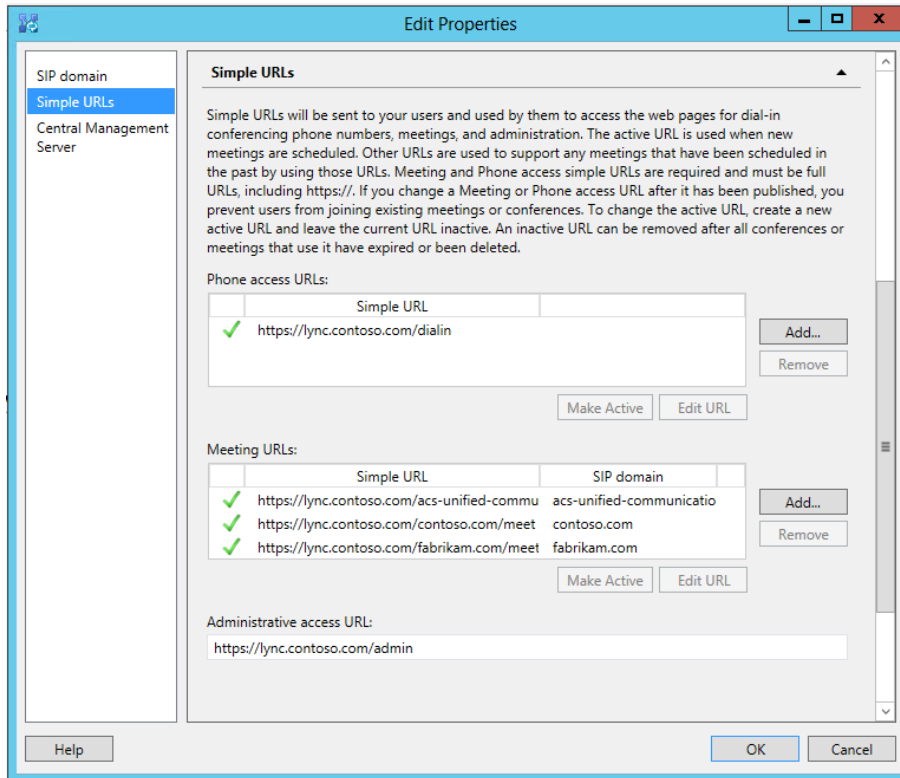 Edit Properties
SIP domain
Simple URLs
Central Management
Server
Simple URLs
Simple URLs will be sent to your users and used by them to access the web pages for dial-in
conferencing phone numbers, meetings, and administration. The active URL is used when new
meetings are scheduled. Other URLs are used to support any meetings that have been scheduled in
the past by using those URLs. Meeting and Phone access simple URLs are required and must be full
URLs, including https://. If you change a Meeting or Phone access URL after it has been published, you
prevent users from joining existing meetings or conferences. To change the active URL, create a new
active URL and leave the current URL inactive. An inactive URL can be removed after all conferences or
meetings that use it have expired or been deleted.
Phone access URLs:
Simple URL
https://lync.contoso.com/dialin
Add...
Remove
Make Active Edit URL
Meeting URLs:
Simple URL SIP domain
https://lync.contoso.com/acs-unified-commu acs-unified-communicatio
https://lync.contoso.com/contoso.com/meet contoso.com
https://lync.contoso.com/fabrikam.com/meet fabrikam.com
Add...
Remove
Make Active Edit URL
Administrative access URL:
https://lync.contoso.com/admin
Help OK Cancel